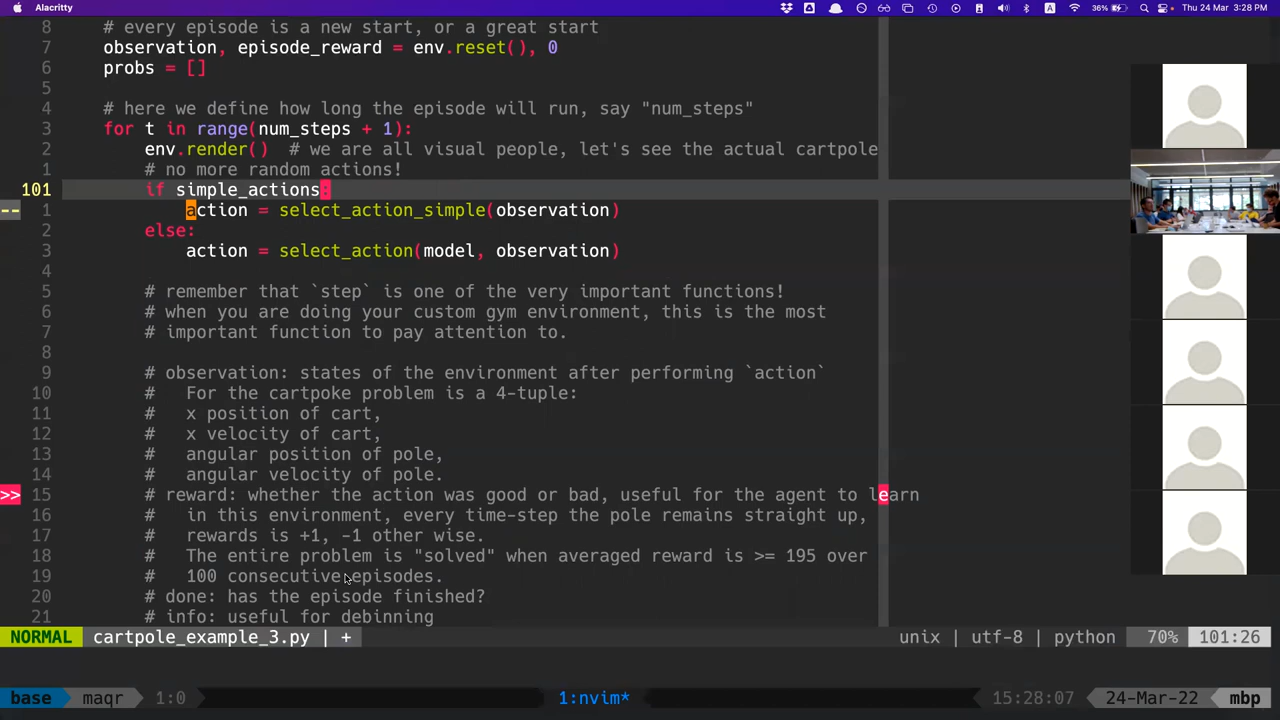 Alacritty 36% Thu 24 Mar 3:28 PM
8 # every episode is a new start, or a great start
7 observation, episode_reward = env.reset(), 0
6 probs = []
5
4 # here we define how long the episode will run, say "num_steps"
3 for t in range(num_steps + 1):
2 env.render() # we are all visual people, let's see the actual cartpole
1 # no more random actions!
101 if simple_actions:
-- 1 action = select_action_simple(observation)
2 else:
3 action = select_action(model, observation)
4
5 # remember that `step` is one of the very important functions!
6 # when you are doing your custom gym environment, this is the most
7 # important function to pay attention to.
8
9 # observation: states of the environment after performing `action`
10 # For the cartpoke problem is a 4-tuple:
11 # x position of cart,
12 # x velocity of cart,
13 # angular position of pole,
14 # angular velocity of pole.
>> 15 # reward: whether the action was good or bad, useful for the agent to learn
16 # in this environment, every time-step the pole remains straight up,
17 # rewards is +1, -1 other wise.
18 # The entire problem is "solved" when averaged reward is >= 195 over
19 # 100 consecutive episodes.
20 # done: has the episode finished?
21 # info: useful for debinning
NORMAL cartpole_example_3.py | + unix | utf-8 | python 70% 101:26
base maqr 1:0 1:nvim* 15:28:07 24-Mar-22 mbp